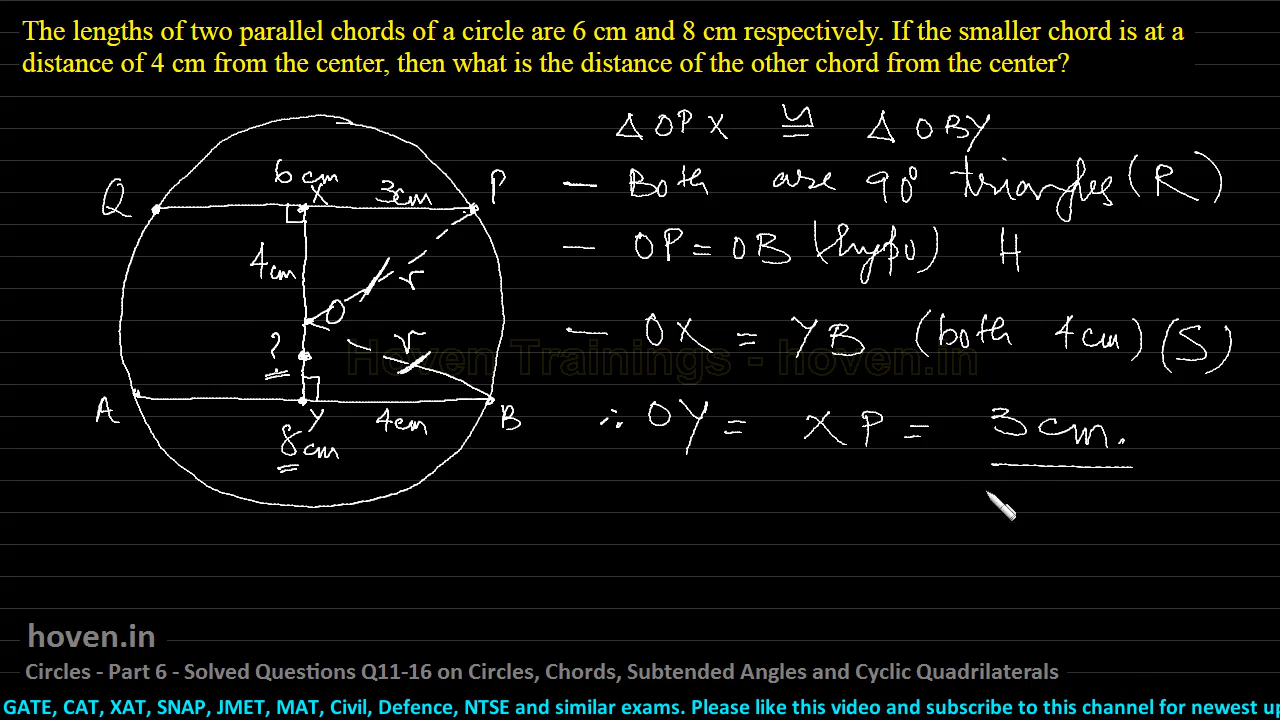 The lengths of two parallel chords of a circle are 6 cm and 8 cm respectively. If the smaller chord is at a
distance of 4 cm from the center, then what is the distance of the other chord from the center?
Δ OPX ≅ Δ OBY
- Both are 90° triangles (R)
- OP = OB (hypo) H
- OX = YB (both 4cm) (S)
∴ OY = XP = 3 cm.
6 cm
Q X 3cm P
4cm
r
O
?
r
A Y 4cm B
8cm
Hoven Trainings - hoven.in
hoven.in
Circles - Part 6 - Solved Questions Q11-16 on Circles, Chords, Subtended Angles and Cyclic Quadrilaterals
GATE, CAT, XAT, SNAP, JMET, MAT, Civil, Defence, NTSE and similar exams. Please like this video and subscribe to this channel for newest